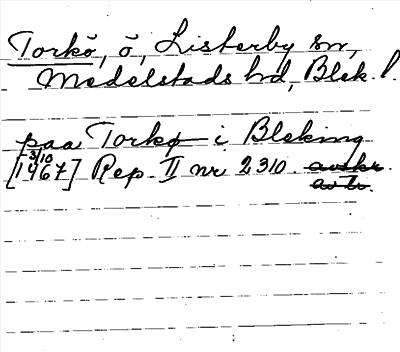 Torkö, ö, Listerby sn,
Medelstads hd, Blek. l.
paa Torkø i Bleking
3/10
[1467] Rep. II nr 2310. avskr.
avtr.